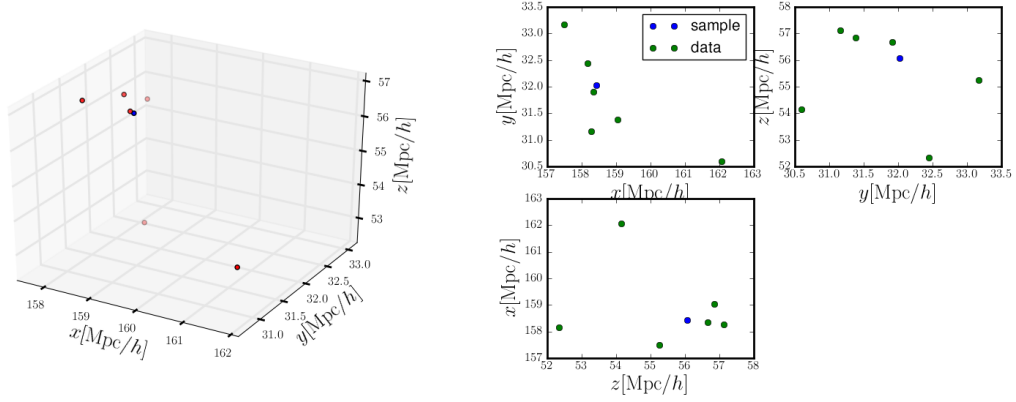 57
56
55
54
53
z[Mpc/h]
158
159
160
161
162
x[Mpc/h]
31.0
31.5
32.0
32.5
33.0
y[Mpc/h]
33.5
33.0
32.5
32.0
31.5
31.0
30.5
y[Mpc/h]
sample
data
157 158 159 160 161 162 163
x[Mpc/h]
58
57
56
55
54
53
52
z[Mpc/h]
30.5 31.0 31.5 32.0 32.5 33.0 33.5
y[Mpc/h]
163
162
161
160
159
158
157
x[Mpc/h]
52 53 54 55 56 57 58
z[Mpc/h]